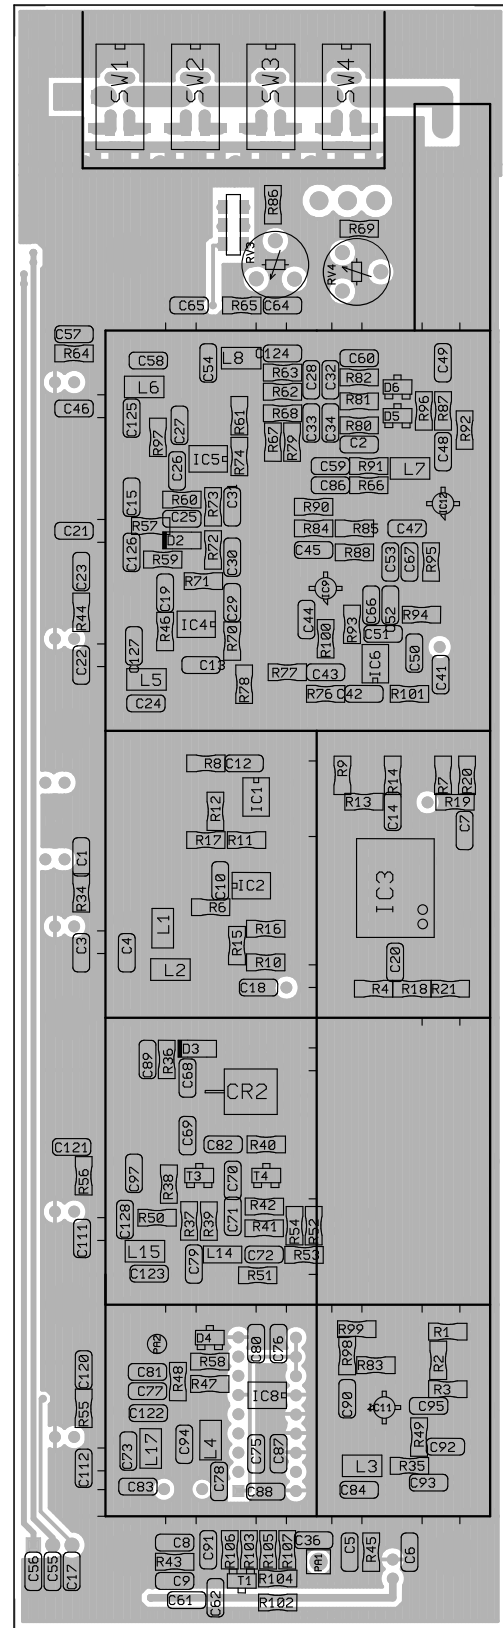 SW1 SW2 SW3 SW4
R86
R69
RV3 RV4
C65 R65 C64
C57
R64
C58 C54 L8 C124 C60 C49
R63 C28 C32 R82 D6
L6 R62
C46 C125 R61 R68 R81 R96 R87
C27 R67 R79 C33 C34 R80 D5 R92
R97 C2 C48
C26 IC5 R74 C59 R91 L7
C86 R66
C15 R60 R73 C31 R90 IC12
C21 R57 C25 R84 R85 C47
C126 D2 R72 C45 R88 C53 C67 R95
R59 C30
C23 R71 IC9
R44 C19 C29 C66 C52
R46 IC4 R70 C44 R93 R94
C127 R100 C51
C22 C13 IC6 C50
L5 R78 R77 C43 C41
C24 R76 C42 R101
R8 C12 R9 R14 R7 R20
IC1
R12 R13 C14 R19
R17 R11 C7
C1
R34 C10 IC2 IC3
R6
L1 R16
C3 C4 R15
L2 R10 C20
C18 R4 R18 R21
C89 R36 D3
C68
CR2
C69
C121 C82 R40
R56 C97 R38 T3 C70 T4
C128 R42
C111 R50 R37 R39 C71 R41 R54 R52
L15 C79 L14 C72 R53
C123 R51
PA2 D4 C80 C76 R99 R1
R58 R98 R83 R2
C120 C81 R48
C77 R47 IC8 R3
R55 C122 C90 IC11 C95
C73 L17 C94 L4 C75 C87 R49 C92
C112 L3 R35
C83 C78 C88 C84 C93
C8 C91 R106 R103 R105 R107 C36 C5 R45 C6
C56 C55 C17 R43 PA1
C9 T1 R104
C61 C62 R102